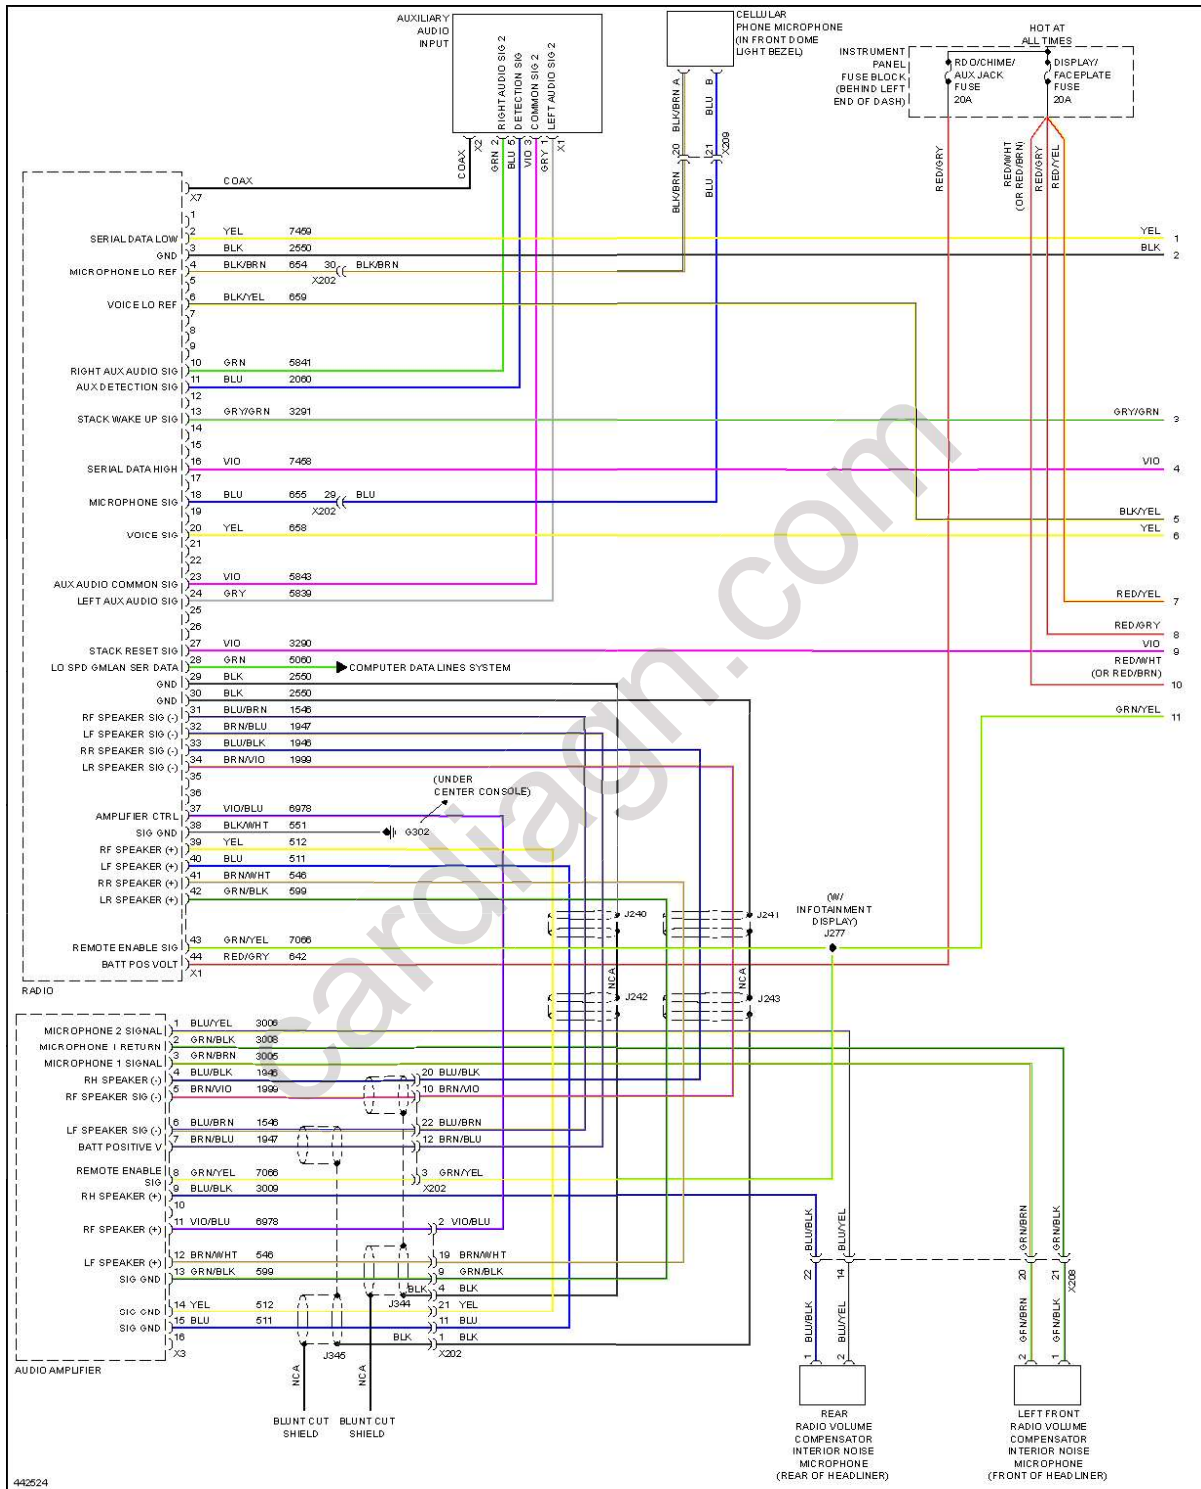 AUXILIARY
AUDIO
INPUT
RIGHT AUDIO SIG 2
DETECTION SIG
COMMON SIG 2
LEFT AUDIO SIG 2
COAX
X2
GRN 2
BLU 5
VIO 3
GRY 1
X1
CELLULAR
PHONE MICROPHONE
(IN FRONT DOME
LIGHT BEZEL)
BLK/BRN A
BLU B
20
21
X209
BLK/BRN
BLU
HOT AT
ALL TIMES
INSTRUMENT
PANEL
FUSE BLOCK
(BEHIND LEFT
END OF DASH)
RDO/CHIME/
AUX JACK
FUSE
20A
DISPLAY/
FACEPLATE
FUSE
20A
RED/GRY
RED/WHT
(OR RED/BRN)
RED/GRY
RED/YEL
COAX
X7
1
SERIAL DATA LOW 2 YEL 7459 YEL 1
GND 3 BLK 2550 BLK 2
MICROPHONE LO REF 4 BLK/BRN 654 30 BLK/BRN
X202
5
VOICE LO REF 6 BLK/YEL 659
7
8
9
RIGHT AUX AUDIO SIG 10 GRN 5841
AUX DETECTION SIG 11 BLU 2060
12
STACK WAKE UP SIG 13 GRY/GRN 3291 GRY/GRN 3
14
15
SERIAL DATA HIGH 16 VIO 7458 VIO 4
17
MICROPHONE SIG 18 BLU 655 29 BLU
X202
19
BLK/YEL 5
VOICE SIG 20 YEL 658 YEL 6
21
22
AUX AUDIO COMMON SIG 23 VIO 5843
LEFT AUX AUDIO SIG 24 GRY 5839 RED/YEL 7
25
26
RED/GRY 8
STACK RESET SIG 27 VIO 3290 VIO 9
LO SPD GMLAN SER DATA 28 GRN 5060 COMPUTER DATA LINES SYSTEM
RED/WHT
(OR RED/BRN) 10
GND 29 BLK 2550
GND 30 BLK 2550
RF SPEAKER SIG (-) 31 BLU/BRN 1546 GRN/YEL 11
LF SPEAKER SIG (-) 32 BRN/BLU 1947
RR SPEAKER SIG (-) 33 BLU/BLK 1946
LR SPEAKER SIG (-) 34 BRN/VIO 1999
35
36
(UNDER
CENTER CONSOLE)
AMPLIFIER CTRL 37 VIO/BLU 6978
SIG GND 38 BLK/WHT 551 G302
RF SPEAKER (+) 39 YEL 512
LF SPEAKER (+) 40 BLU 511
RR SPEAKER (+) 41 BRN/WHT 546
LR SPEAKER (+) 42 GRN/BLK 599
J240
J241
(W/
INFOTAINMENT
DISPLAY)
J277
REMOTE ENABLE SIG 43 GRN/YEL 7066
BATT POS VOLT 44 RED/GRY 642
X1
RADIO
NCA
NCA
J242
J243
MICROPHONE 2 SIGNAL 1 BLU/YEL 3006
MICROPHONE 1 RETURN 2 GRN/BLK 3008
MICROPHONE 1 SIGNAL 3 GRN/BRN 3005
RH SPEAKER (-) 4 BLU/BLK 1946 20 BLU/BLK
RF SPEAKER SIG (-) 5 BRN/VIO 1999 10 BRN/VIO
LF SPEAKER SIG (-) 6 BLU/BRN 1546 22 BLU/BRN
BATT POSITIVE V 7 BRN/BLU 1947 12 BRN/BLU
REMOTE ENABLE
SIG 8 GRN/YEL 7066 3 GRN/YEL
X202
RH SPEAKER (+) 9 BLU/BLK 3009
10
RF SPEAKER (+) 11 VIO/BLU 6978 2 VIO/BLU
LF SPEAKER (+) 12 BRN/WHT 546 19 BRN/WHT
SIG GND 13 GRN/BLK 599 9 GRN/BLK
BLK 4 BLK
J344
SIG GND 14 YEL 512 21 YEL
SIG GND 15 BLU 511 11 BLU
16 BLK 1 BLK
X3
J345
X202
AUDIO AMPLIFIER
NCA
NCA
BLUNT CUT
SHIELD
BLUNT CUT
SHIELD
BLU/BLK
BLU/YEL
GRN/BRN
GRN/BLK
22
14
20
21
X208
BLU/BLK
BLU/YEL
GRN/BRN
GRN/BLK
1
2
2
1
REAR
RADIO VOLUME
COMPENSATOR
INTERIOR NOISE
MICROPHONE
(REAR OF HEADLINER)
LEFT FRONT
RADIO VOLUME
COMPENSATOR
INTERIOR NOISE
MICROPHONE
(FRONT OF HEADLINER)
442524
cardiagn.com